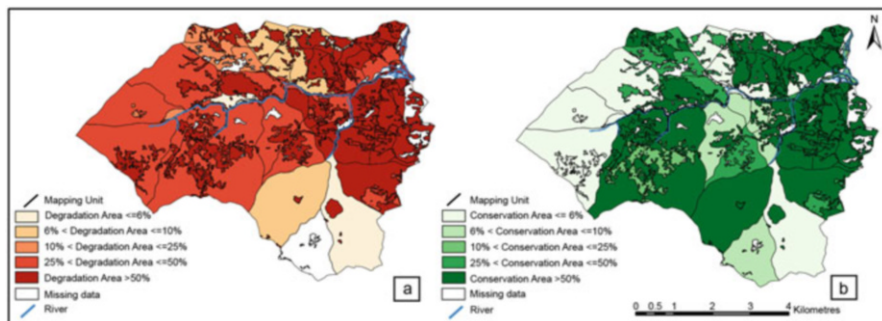 Mapping Unit
Degradation Area <=6%
6% < Degradation Area <=10%
10% < Degradation Area <=25%
25% < Degradation Area <=50%
Degradation Area >50%
Missing data
River
a
N
Mapping Unit
Conservation Area <= 6%
6% < Conservation Area <=10%
10% < Conservation Area <=25%
25% < Conservation Area <=50%
Conservation Area >50%
Missing data
River
b
0 0.5 1 2 3 4
Kilometres